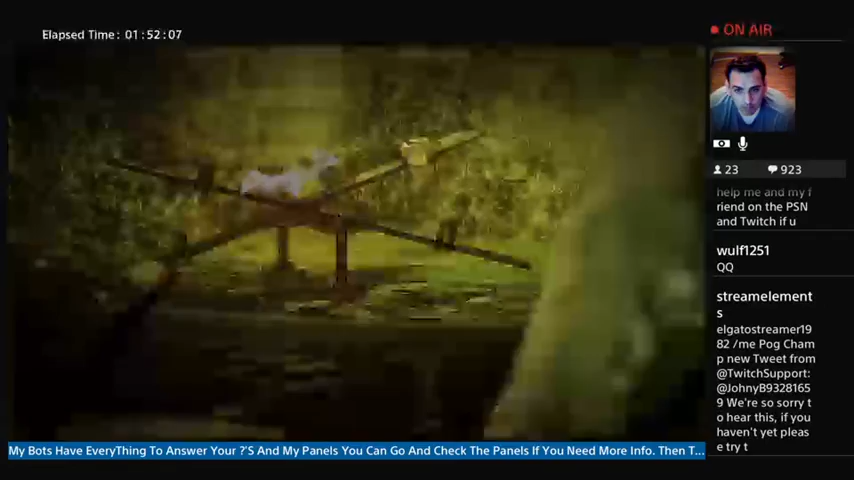 Elapsed Time: 01:52:07
ON AIR
23 923
help me and my f
riend on the PSN
and Twitch if u
wulf1251
QQ
streamelement
s
elgatostreamer19
82 /me Pog Cham
p new Tweet from
@TwitchSupport:
@JohnyB9328165
9 We're so sorry t
o hear this, if you
haven't yet pleas
e try t
My Bots Have EveryThing To Answer Your ?'S And My Panels You Can Go And Check The Panels If You Need More Info. Then T...